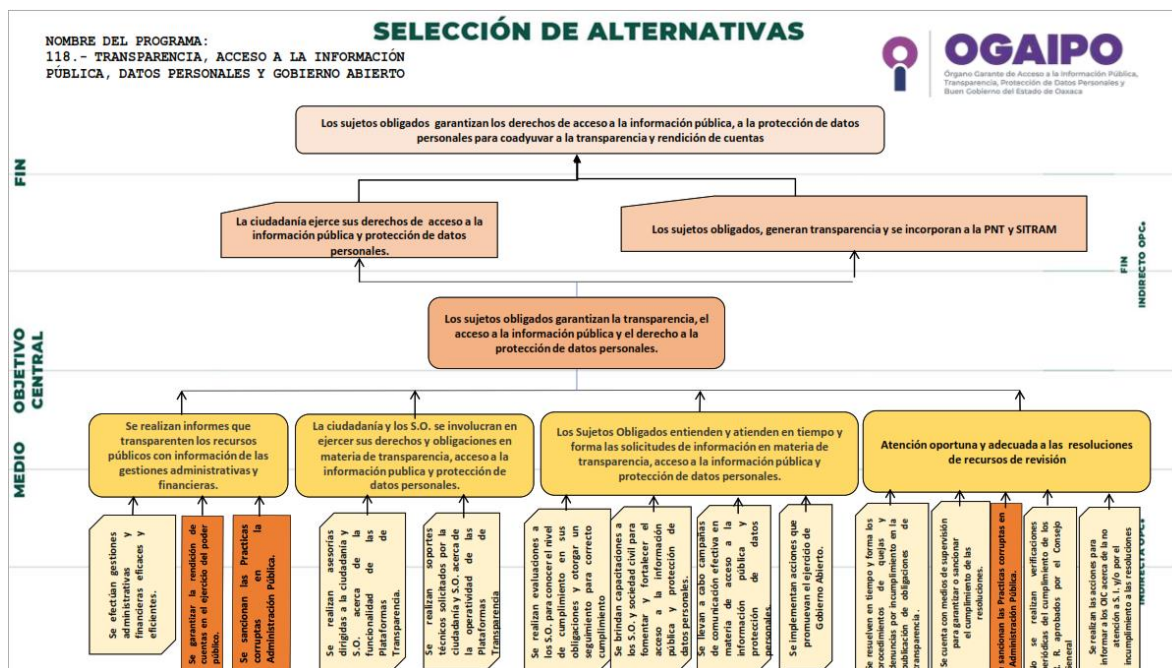 SELECCIÓN DE ALTERNATIVAS
NOMBRE DEL PROGRAMA:
118.- TRANSPARENCIA, ACCESO A LA INFORMACIÓN
PÚBLICA, DATOS PERSONALES Y GOBIERNO ABIERTO
OGAIPO
Órgano Garante de Acceso a la Información Pública,
Transparencia, Protección de Datos Personales y
Buen Gobierno del Estado de Oaxaca
FIN
Los sujetos obligados garantizan los derechos de acceso a la información pública, a la protección de datos
personales para coadyuvar a la transparencia y rendición de cuentas
La ciudadanía ejerce sus derechos de acceso a la
información pública y protección de datos
personales.
Los sujetos obligados, generan transparencia y se incorporan a la PNT y SITRAM
FIN
INDIRECTO OPC.
OBJETIVO
CENTRAL
Los sujetos obligados garantizan la transparencia, el
acceso a la información pública y el derecho a la
protección de datos personales.
MEDIO
Se realizan informes que
transparenten los recursos
públicos con información de las
gestiones administrativas y
financieras.
La ciudadanía y los S.O. se involucran en
ejercer sus derechos y obligaciones en
materia de transparencia, acceso a la
información publica y protección de
datos personales.
Los Sujetos Obligados entienden y atienden en tiempo y
forma las solicitudes de información en materia de
transparencia, acceso a la información pública y
protección de datos personales.
Atención oportuna y adecuada a las resoluciones
de recursos de revisión
Se efectúan gestiones
administrativas y
financieras eficaces y
eficientes.
Se garantizar la rendición de
cuentas en el ejercicio del poder
público.
Se sancionan las Practicas
corruptas en la
Administración Pública.
Se realizan asesorías
dirigidas a la ciudadanía y
S.O. acerca de la
funcionalidad de las
Plataformas de
Transparencia.
Se realizan soportes
técnicos solicitados por la
ciudadanía y S.O. acerca de
la operatividad de las
Plataformas de
Transparencia
Se realizan evaluaciones a
los S.O. para conocer el nivel
de cumplimiento en sus
obligaciones y otorgar un
seguimiento para correcto
cumplimiento
Se brindan capacitaciones a
los S.O. y sociedad civil para
fomentar y fortalecer el
acceso a la información
pública y protección de
datos personales.
Se llevan a cabo campañas
de comunicación efectiva en
materia de acceso a la
información pública y
protección de datos
personales.
Se implementan acciones que
promuevan el ejercicio de
Gobierno Abierto.
Se resuelven en tiempo y forma los
procedimientos de quejas y
denuncias por incumplimiento en la
publicación de obligaciones de
transparencia .
Se cuenta con medios de supervisión
para garantizar o sancionar
el cumplimiento de las
resoluciones.
sancionan las Practicas corruptas en
Administración Pública.
No se realizan verificaciones
periódicas del cumplimiento de los
R. R. aprobados por el Consejo
General
Se realizan las acciones para
informar a los OIC acerca de la no
atención a S.I. y/o por el
incumplimiento a las resoluciones
INDIRECTA OPC.